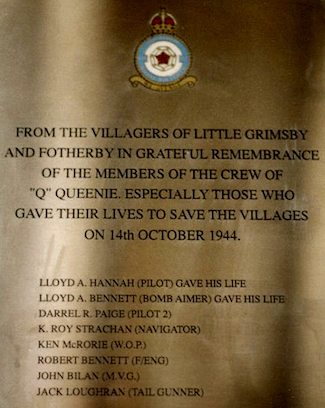 FROM THE VILLAGERS OF LITTLE GRIMSBY
AND FOTHERBY IN GRATEFUL REMEMBRANCE
OF THE MEMBERS OF THE CREW OF
"Q" QUEENIE. ESPECIALLY THOSE WHO
GAVE THEIR LIVES TO SAVE THE VILLAGES
ON 14th OCTOBER 1944.
LLOYD A. HANNAH (PILOT) GAVE HIS LIFE
LLOYD A. BENNETT (BOMB AIMER) GAVE HIS LIFE
DARREL R. PAIGE (PILOT 2)
K. ROY STRACHAN (NAVIGATOR)
KEN McRORIE (W.O.P.)
ROBERT BENNETT (F/ENG)
JOHN BILAN (M.V.G.)
JACK LOUGHRAN (TAIL GUNNER)